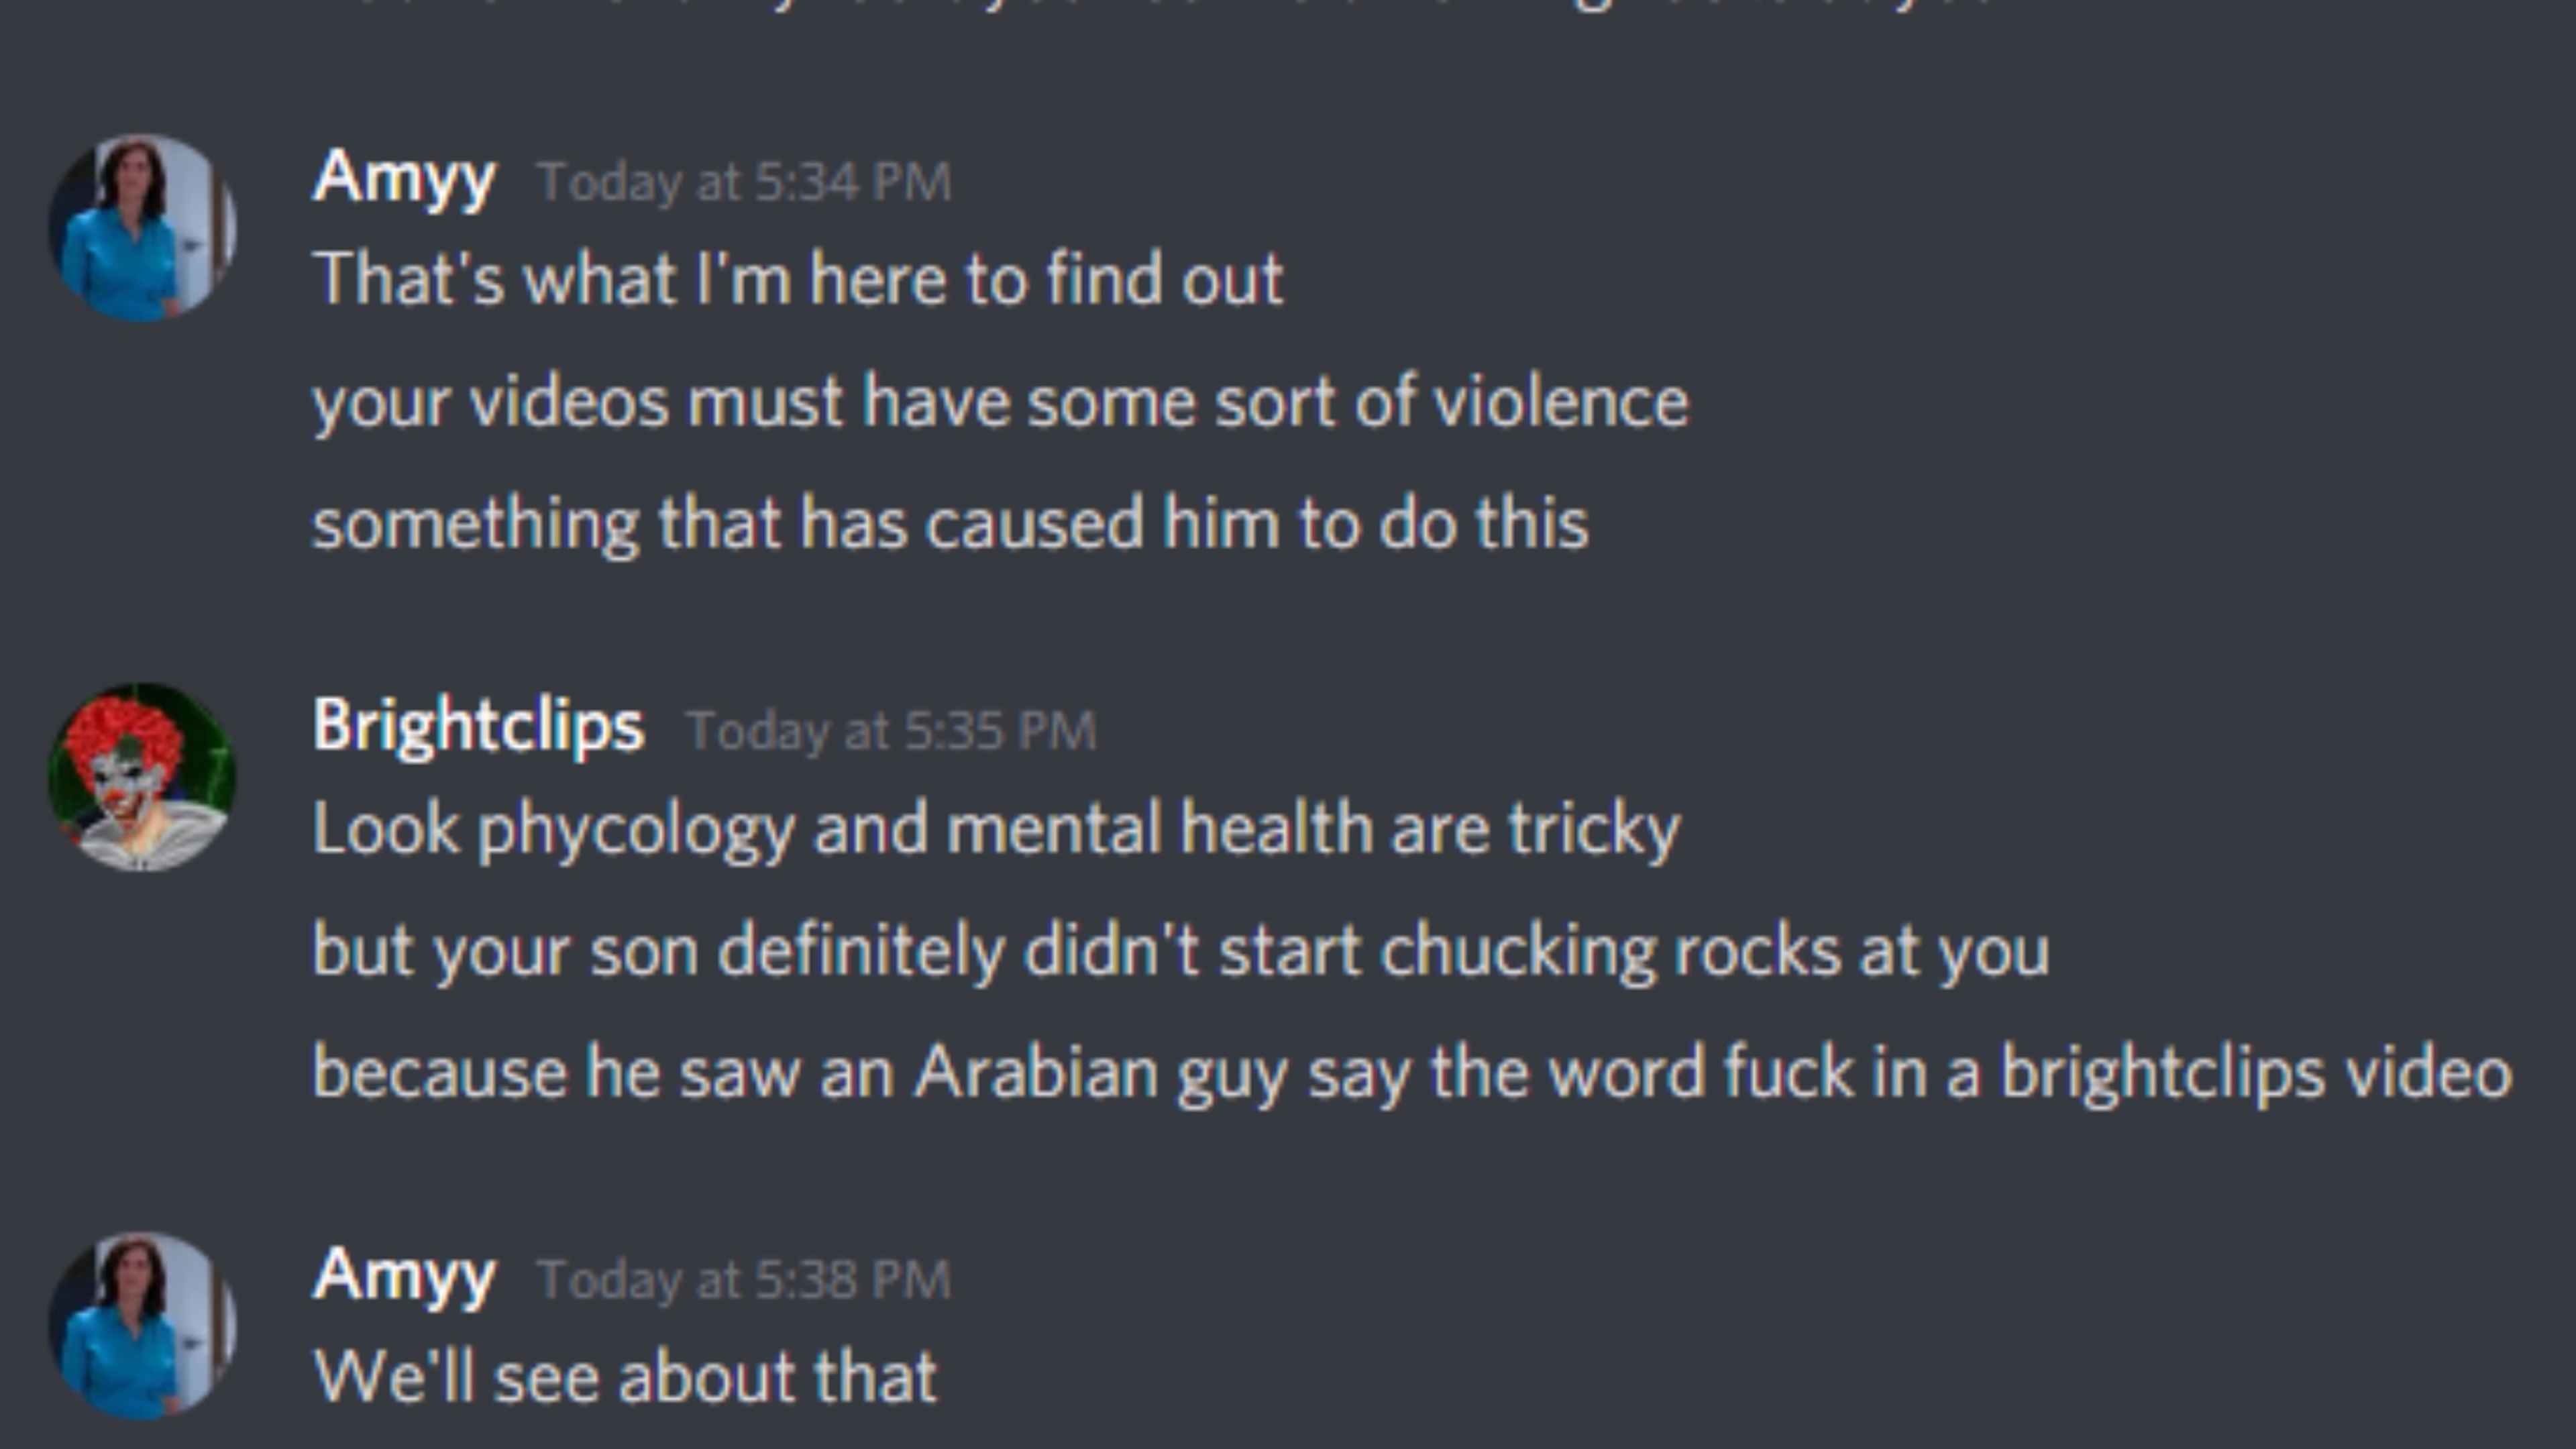 Amyy Today at 5:34 PM
That's what I'm here to find out
your videos must have some sort of violence
something that has caused him to do this
Brightclips Today at 5:35 PM
Look phycology and mental health are tricky
but your son definitely didn't start chucking rocks at you
because he saw an Arabian guy say the word fuck in a brightclips video
Amyy Today at 5:38 PM
We'll see about that